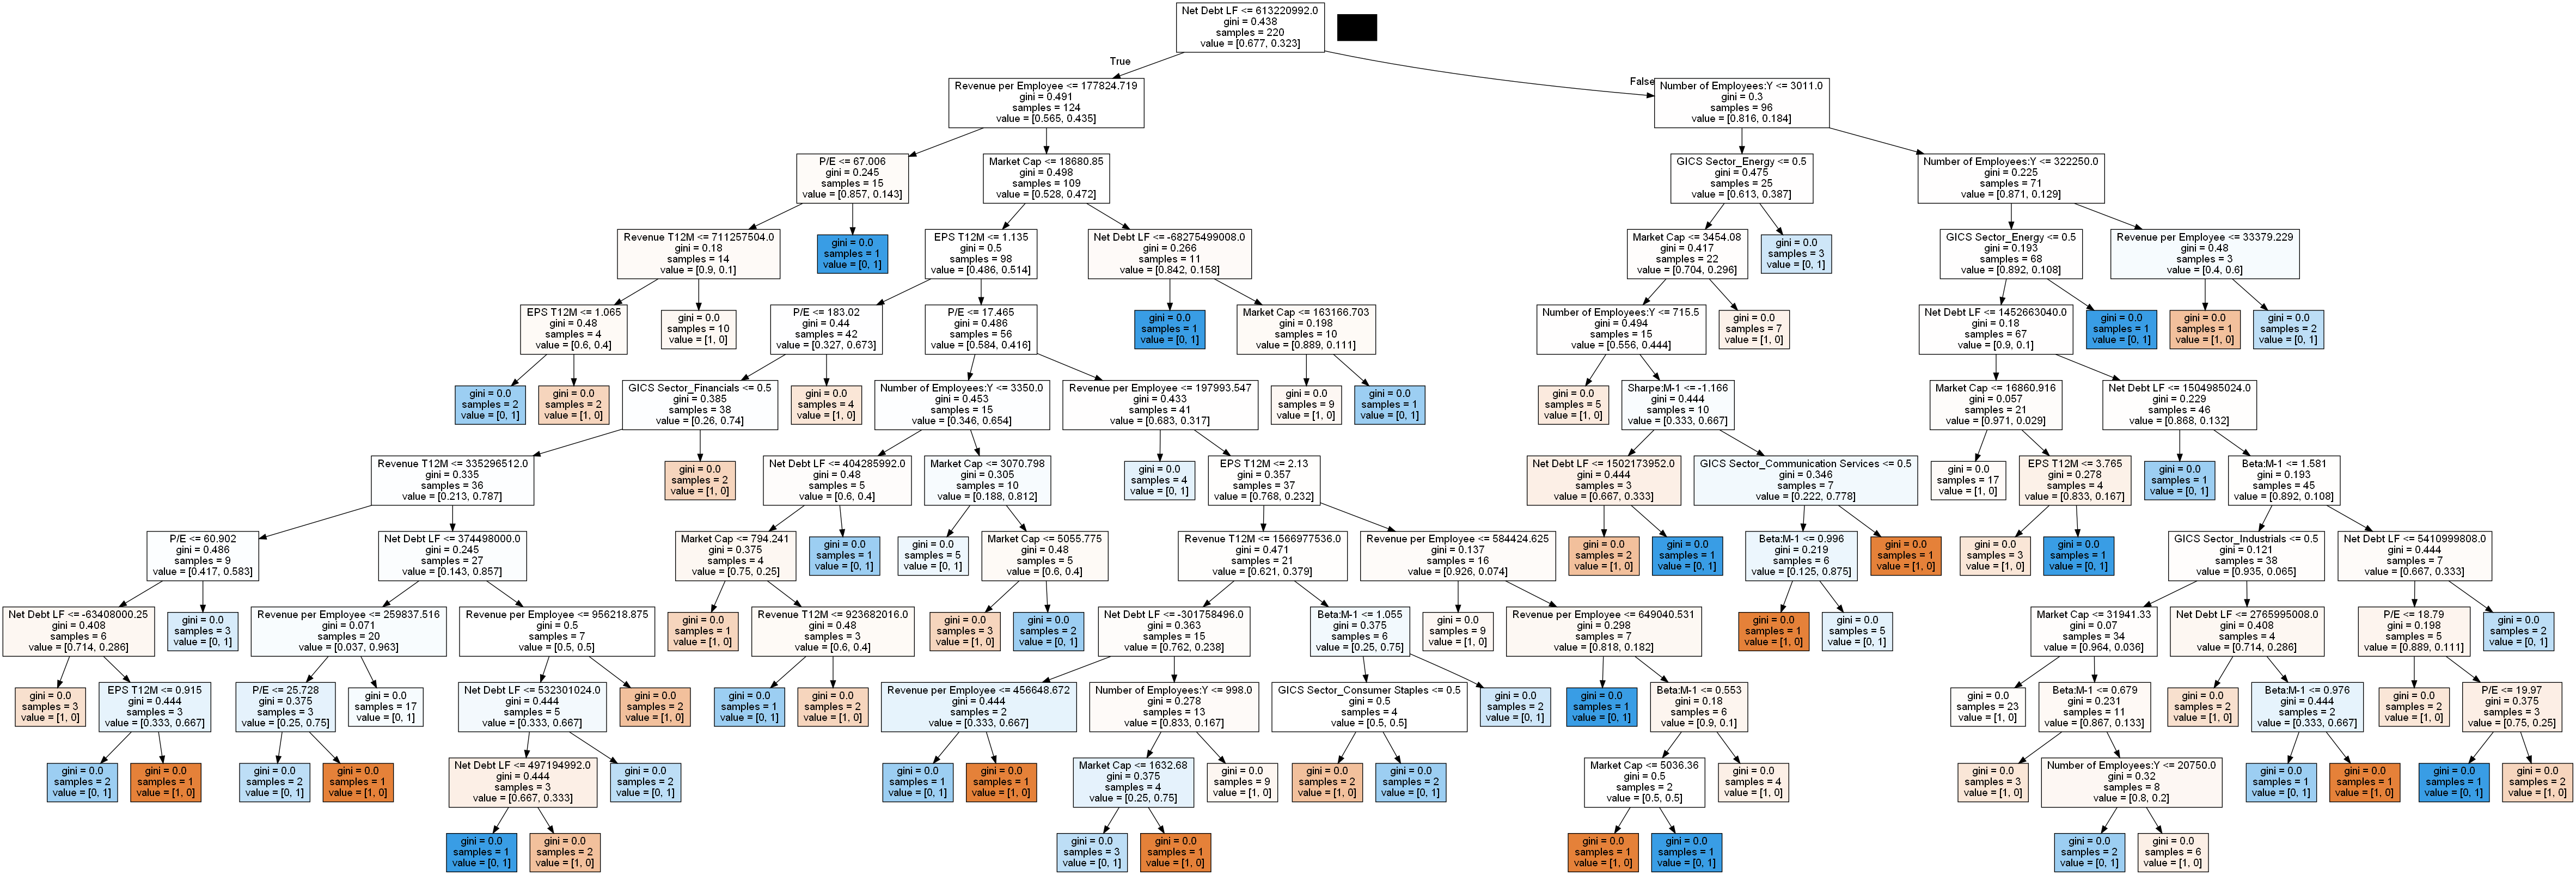 Net Debt LF <= 613220992.0
gini = 0.438
samples = 220
value = [0.677, 0.323]
True
False
Revenue per Employee <= 177824.719
gini = 0.491
samples = 124
value = [0.565, 0.435]
Number of Employees:Y <= 3011.0
gini = 0.3
samples = 96
value = [0.816, 0.184]
P/E <= 67.006
gini = 0.245
samples = 15
value = [0.857, 0.143]
Market Cap <= 18680.85
gini = 0.498
samples = 109
value = [0.528, 0.472]
GICS Sector_Energy <= 0.5
gini = 0.475
samples = 25
value = [0.613, 0.387]
Number of Employees:Y <= 322250.0
gini = 0.225
samples = 71
value = [0.871, 0.129]
Revenue T12M <= 711257504.0
gini = 0.18
samples = 14
value = [0.9, 0.1]
gini = 0.0
samples = 1
value = [0, 1]
EPS T12M <= 1.135
gini = 0.5
samples = 98
value = [0.486, 0.514]
Net Debt LF <= -68275499008.0
gini = 0.266
samples = 11
value = [0.842, 0.158]
Market Cap <= 3454.08
gini = 0.417
samples = 22
value = [0.704, 0.296]
gini = 0.0
samples = 3
value = [0, 1]
GICS Sector_Energy <= 0.5
gini = 0.193
samples = 68
value = [0.892, 0.108]
Revenue per Employee <= 33379.229
gini = 0.48
samples = 3
value = [0.4, 0.6]
EPS T12M <= 1.065
gini = 0.48
samples = 4
value = [0.6, 0.4]
gini = 0.0
samples = 10
value = [1, 0]
P/E <= 183.02
gini = 0.44
samples = 42
value = [0.327, 0.673]
P/E <= 17.465
gini = 0.486
samples = 56
value = [0.584, 0.416]
gini = 0.0
samples = 1
value = [0, 1]
Market Cap <= 163166.703
gini = 0.198
samples = 10
value = [0.889, 0.111]
Number of Employees:Y <= 715.5
gini = 0.494
samples = 15
value = [0.556, 0.444]
gini = 0.0
samples = 7
value = [1, 0]
Net Debt LF <= 1452663040.0
gini = 0.18
samples = 67
value = [0.9, 0.1]
gini = 0.0
samples = 1
value = [0, 1]
gini = 0.0
samples = 1
value = [1, 0]
gini = 0.0
samples = 2
value = [0, 1]
gini = 0.0
samples = 2
value = [0, 1]
gini = 0.0
samples = 2
value = [1, 0]
GICS Sector_Financials <= 0.5
gini = 0.385
samples = 38
value = [0.26, 0.74]
gini = 0.0
samples = 4
value = [1, 0]
Number of Employees:Y <= 3350.0
gini = 0.453
samples = 15
value = [0.346, 0.654]
Revenue per Employee <= 197993.547
gini = 0.433
samples = 41
value = [0.683, 0.317]
gini = 0.0
samples = 9
value = [1, 0]
gini = 0.0
samples = 1
value = [0, 1]
gini = 0.0
samples = 5
value = [1, 0]
Sharpe:M-1 <= -1.166
gini = 0.444
samples = 10
value = [0.333, 0.667]
Market Cap <= 16860.916
gini = 0.057
samples = 21
value = [0.971, 0.029]
Net Debt LF <= 1504985024.0
gini = 0.229
samples = 46
value = [0.868, 0.132]
Revenue T12M <= 335296512.0
gini = 0.335
samples = 36
value = [0.213, 0.787]
gini = 0.0
samples = 2
value = [1, 0]
Net Debt LF <= 404285992.0
gini = 0.48
samples = 5
value = [0.6, 0.4]
Market Cap <= 3070.798
gini = 0.305
samples = 10
value = [0.188, 0.812]
gini = 0.0
samples = 4
value = [0, 1]
EPS T12M <= 2.13
gini = 0.357
samples = 37
value = [0.768, 0.232]
Net Debt LF <= 1502173952.0
gini = 0.444
samples = 3
value = [0.667, 0.333]
GICS Sector_Communication Services <= 0.5
gini = 0.346
samples = 7
value = [0.222, 0.778]
gini = 0.0
samples = 17
value = [1, 0]
EPS T12M <= 3.765
gini = 0.278
samples = 4
value = [0.833, 0.167]
gini = 0.0
samples = 1
value = [0, 1]
Beta:M-1 <= 1.581
gini = 0.193
samples = 45
value = [0.892, 0.108]
P/E <= 60.902
gini = 0.486
samples = 9
value = [0.417, 0.583]
Net Debt LF <= 374498000.0
gini = 0.245
samples = 27
value = [0.143, 0.857]
Market Cap <= 794.241
gini = 0.375
samples = 4
value = [0.75, 0.25]
gini = 0.0
samples = 1
value = [0, 1]
gini = 0.0
samples = 5
value = [0, 1]
Market Cap <= 5055.775
gini = 0.48
samples = 5
value = [0.6, 0.4]
Revenue T12M <= 1566977536.0
gini = 0.471
samples = 21
value = [0.621, 0.379]
Revenue per Employee <= 584424.625
gini = 0.137
samples = 16
value = [0.926, 0.074]
gini = 0.0
samples = 2
value = [1, 0]
gini = 0.0
samples = 1
value = [0, 1]
Beta:M-1 <= 0.996
gini = 0.219
samples = 6
value = [0.125, 0.875]
gini = 0.0
samples = 1
value = [1, 0]
gini = 0.0
samples = 3
value = [1, 0]
gini = 0.0
samples = 1
value = [0, 1]
GICS Sector_Industrials <= 0.5
gini = 0.121
samples = 38
value = [0.935, 0.065]
Net Debt LF <= 5410999808.0
gini = 0.444
samples = 7
value = [0.667, 0.333]
Net Debt LF <= -63408000.25
gini = 0.408
samples = 6
value = [0.714, 0.286]
gini = 0.0
samples = 3
value = [0, 1]
Revenue per Employee <= 259837.516
gini = 0.071
samples = 20
value = [0.037, 0.963]
Revenue per Employee <= 956218.875
gini = 0.5
samples = 7
value = [0.5, 0.5]
gini = 0.0
samples = 1
value = [1, 0]
Revenue T12M <= 923682016.0
gini = 0.48
samples = 3
value = [0.6, 0.4]
gini = 0.0
samples = 3
value = [1, 0]
gini = 0.0
samples = 2
value = [0, 1]
Net Debt LF <= -301758496.0
gini = 0.363
samples = 15
value = [0.762, 0.238]
Beta:M-1 <= 1.055
gini = 0.375
samples = 6
value = [0.25, 0.75]
gini = 0.0
samples = 9
value = [1, 0]
Revenue per Employee <= 649040.531
gini = 0.298
samples = 7
value = [0.818, 0.182]
gini = 0.0
samples = 1
value = [1, 0]
gini = 0.0
samples = 5
value = [0, 1]
Market Cap <= 31941.33
gini = 0.07
samples = 34
value = [0.964, 0.036]
Net Debt LF <= 2765995008.0
gini = 0.408
samples = 4
value = [0.714, 0.286]
P/E <= 18.79
gini = 0.198
samples = 5
value = [0.889, 0.111]
gini = 0.0
samples = 2
value = [0, 1]
gini = 0.0
samples = 3
value = [1, 0]
EPS T12M <= 0.915
gini = 0.444
samples = 3
value = [0.333, 0.667]
P/E <= 25.728
gini = 0.375
samples = 3
value = [0.25, 0.75]
gini = 0.0
samples = 17
value = [0, 1]
Net Debt LF <= 532301024.0
gini = 0.444
samples = 5
value = [0.333, 0.667]
gini = 0.0
samples = 2
value = [1, 0]
gini = 0.0
samples = 1
value = [0, 1]
gini = 0.0
samples = 2
value = [1, 0]
Revenue per Employee <= 456648.672
gini = 0.444
samples = 2
value = [0.333, 0.667]
Number of Employees:Y <= 998.0
gini = 0.278
samples = 13
value = [0.833, 0.167]
GICS Sector_Consumer Staples <= 0.5
gini = 0.5
samples = 4
value = [0.5, 0.5]
gini = 0.0
samples = 2
value = [0, 1]
gini = 0.0
samples = 1
value = [0, 1]
Beta:M-1 <= 0.553
gini = 0.18
samples = 6
value = [0.9, 0.1]
gini = 0.0
samples = 23
value = [1, 0]
Beta:M-1 <= 0.679
gini = 0.231
samples = 11
value = [0.867, 0.133]
gini = 0.0
samples = 2
value = [1, 0]
Beta:M-1 <= 0.976
gini = 0.444
samples = 2
value = [0.333, 0.667]
gini = 0.0
samples = 2
value = [1, 0]
P/E <= 19.97
gini = 0.375
samples = 3
value = [0.75, 0.25]
gini = 0.0
samples = 2
value = [0, 1]
gini = 0.0
samples = 1
value = [1, 0]
gini = 0.0
samples = 2
value = [0, 1]
gini = 0.0
samples = 1
value = [1, 0]
Net Debt LF <= 497194992.0
gini = 0.444
samples = 3
value = [0.667, 0.333]
gini = 0.0
samples = 2
value = [0, 1]
gini = 0.0
samples = 1
value = [0, 1]
gini = 0.0
samples = 1
value = [1, 0]
Market Cap <= 1632.68
gini = 0.375
samples = 4
value = [0.25, 0.75]
gini = 0.0
samples = 9
value = [1, 0]
gini = 0.0
samples = 2
value = [1, 0]
gini = 0.0
samples = 2
value = [0, 1]
Market Cap <= 5036.36
gini = 0.5
samples = 2
value = [0.5, 0.5]
gini = 0.0
samples = 4
value = [1, 0]
gini = 0.0
samples = 3
value = [1, 0]
Number of Employees:Y <= 20750.0
gini = 0.32
samples = 8
value = [0.8, 0.2]
gini = 0.0
samples = 1
value = [0, 1]
gini = 0.0
samples = 1
value = [1, 0]
gini = 0.0
samples = 1
value = [0, 1]
gini = 0.0
samples = 2
value = [1, 0]
gini = 0.0
samples = 1
value = [0, 1]
gini = 0.0
samples = 2
value = [1, 0]
gini = 0.0
samples = 3
value = [0, 1]
gini = 0.0
samples = 1
value = [1, 0]
gini = 0.0
samples = 1
value = [1, 0]
gini = 0.0
samples = 1
value = [0, 1]
gini = 0.0
samples = 2
value = [0, 1]
gini = 0.0
samples = 6
value = [1, 0]